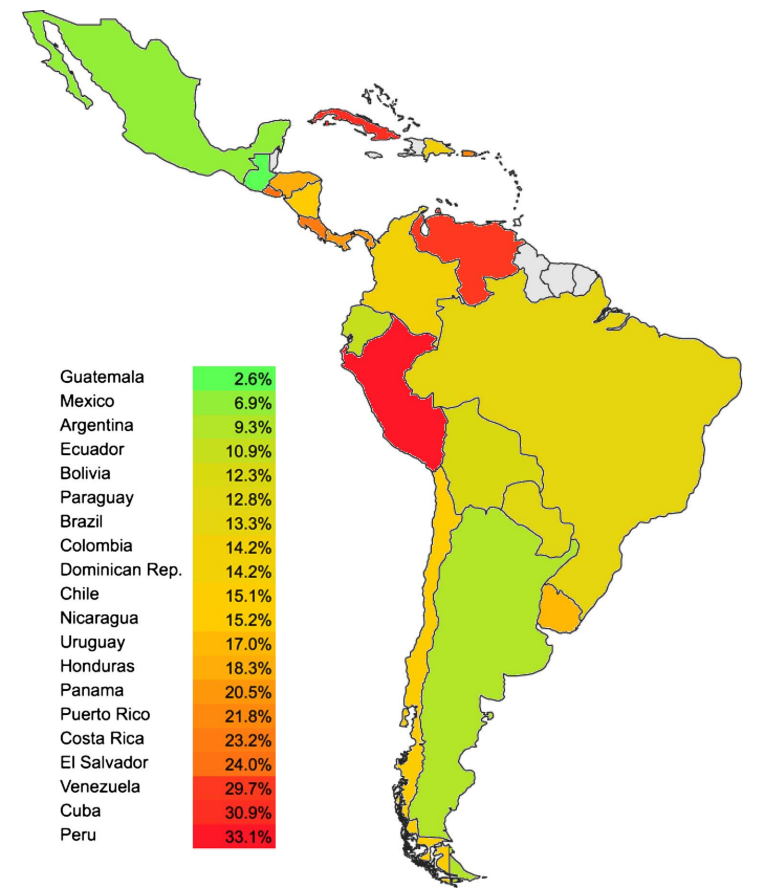 Guatemala 2.6%
Mexico 6.9%
Argentina 9.3%
Ecuador 10.9%
Bolivia 12.3%
Paraguay 12.8%
Brazil 13.3%
Colombia 14.2%
Dominican Rep. 14.2%
Chile 15.1%
Nicaragua 15.2%
Uruguay 17.0%
Honduras 18.3%
Panama 20.5%
Puerto Rico 21.8%
Costa Rica 23.2%
El Salvador 24.0%
Venezuela 29.7%
Cuba 30.9%
Peru 33.1%